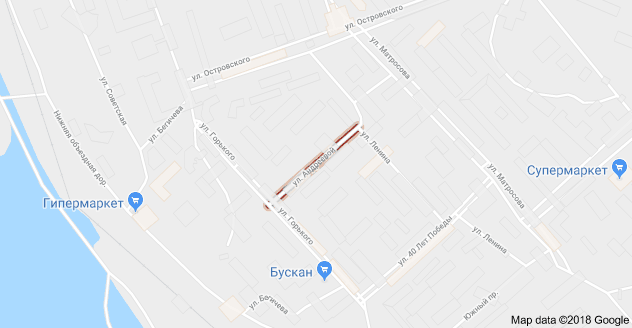 ул. Островского
ул. Островского
ул. Матросова
ул. Советская
ул. Бегичева
ул. Горького
ул. Ленина
Нижняя объездная дор.
ул. Андреевой
Супермаркет
Гипермаркет
ул. Матросова
ул. Горького
ул. 40 Лет Победы
ул. Ленина
Бускан
Южный пр.
ул. Бегичева
Map data ©2018 Google